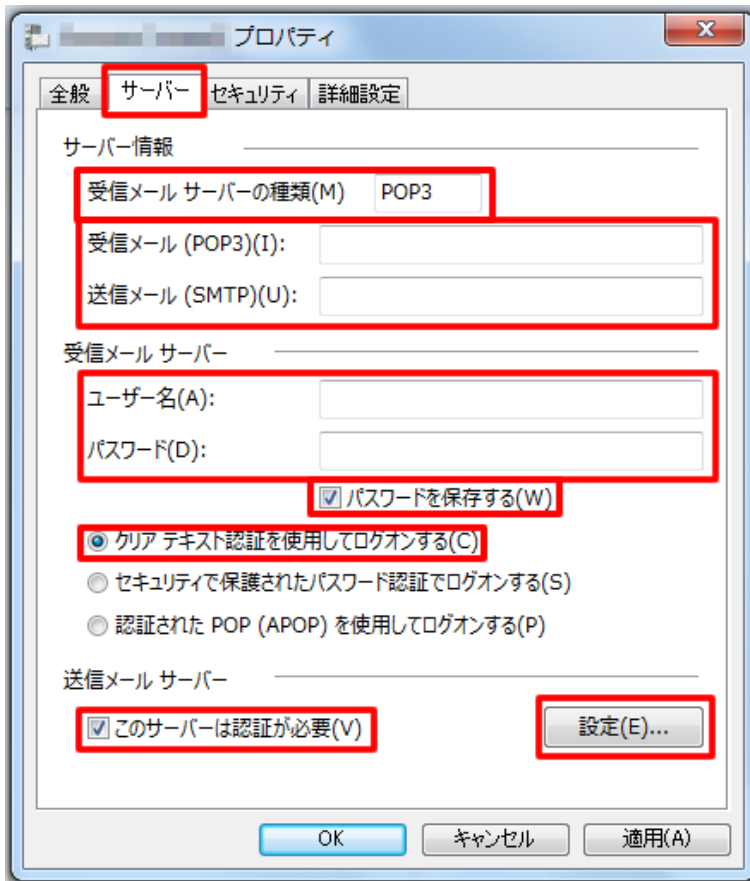 プロパティ
全般 サーバー セキュリティ 詳細設定
サーバー情報
受信メール サーバーの種類(M) POP3
受信メール (POP3)(I):
送信メール (SMTP)(U):
受信メール サーバー
ユーザー名(A):
パスワード(D):
パスワードを保存する(W)
クリア テキスト認証を使用してログオンする(C)
セキュリティで保護されたパスワード認証でログオンする(S)
認証された POP (APOP) を使用してログオンする(P)
送信メール サーバー
このサーバーは認証が必要(V) 設定(E)...
OK キャンセル 適用(A)